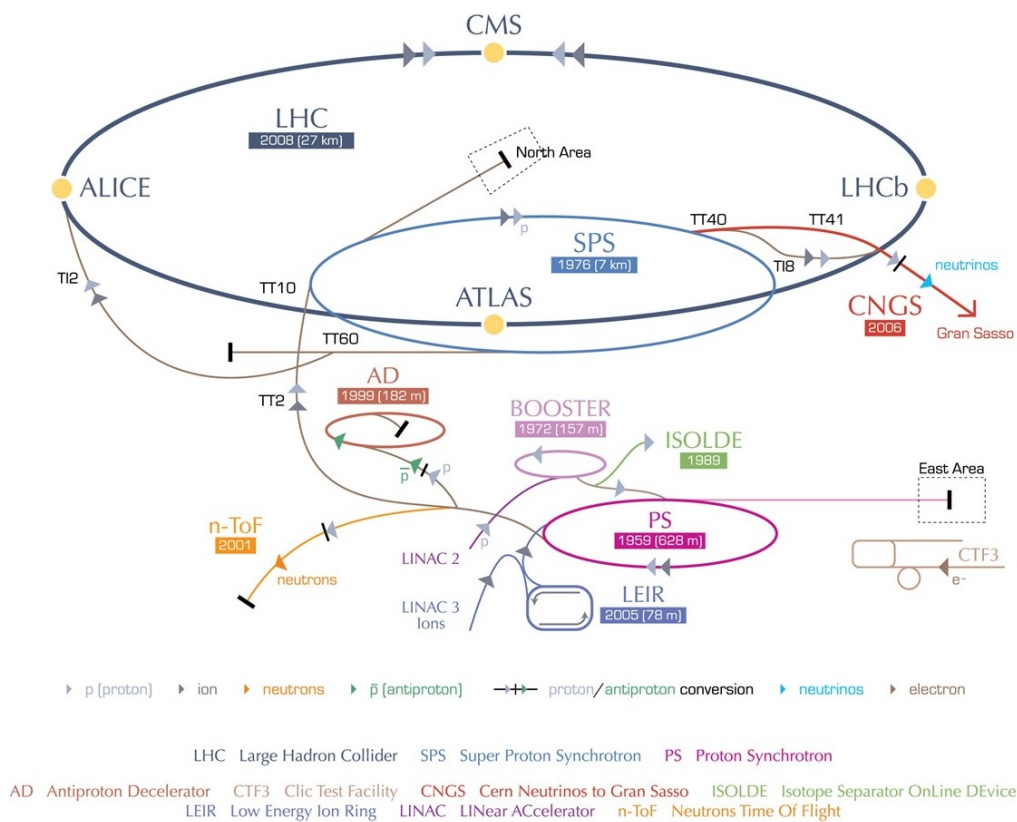 CMS
LHC
2008 (27 km)
North Area
ALICE
LHCb
TT40
TT41
SPS
p
1976 (7 km)
TI8
neutrinos
TI2
TT10
ATLAS
CNGS
2006
Gran Sasso
TT60
AD
1999 (182 m)
TT2
BOOSTER
1972 (157 m)
ISOLDE
1989
p̅
p
East Area
n-ToF
2001
PS
1959 (628 m)
p
LINAC 2
CTF3
neutrons
e-
LINAC 3
Ions
LEIR
2005 (78 m)
p (proton)
ion
neutrons
p̅ (antiproton)
proton/antiproton conversion
neutrinos
electron
LHC Large Hadron Collider SPS Super Proton Synchrotron PS Proton Synchrotron
AD Antiproton Decelerator CTF3 Clic Test Facility CNGS Cern Neutrinos to Gran Sasso ISOLDE Isotope Separator OnLine DEvice
LEIR Low Energy Ion Ring LINAC LINear ACcelerator n-ToF Neutrons Time Of Flight